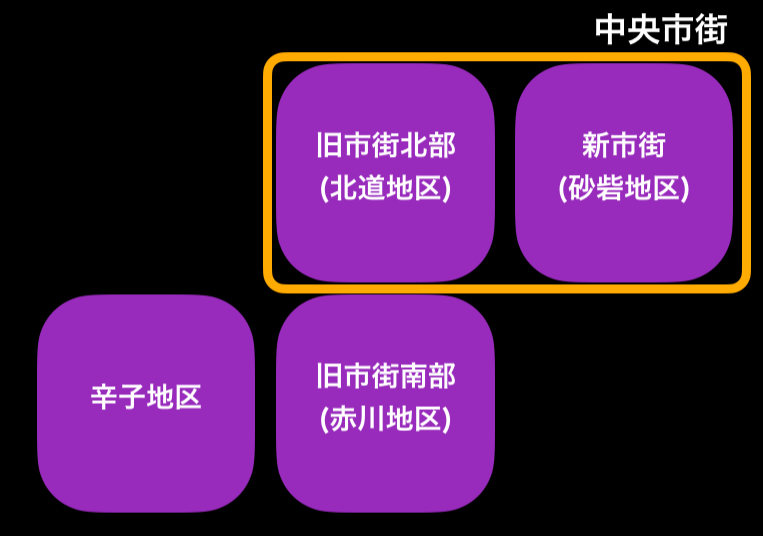 中央市街
旧市街北部
(北道地区)
新市街
(砂砦地区)
辛子地区
旧市街南部
(赤川地区)